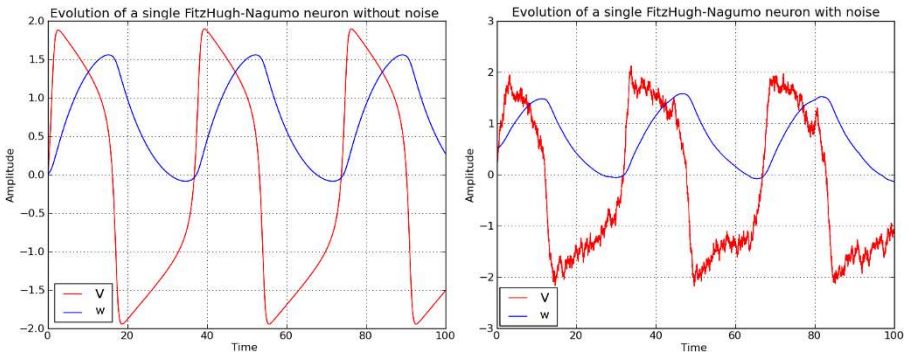 Evolution of a single FitzHugh-Nagumo neuron without noise
2.0
1.5
1.0
0.5
0.0
−0.5
−1.0
−1.5
−2.0
Amplitude
V
w
0 20 40 60 80 100
Time
Evolution of a single FitzHugh-Nagumo neuron with noise
3
2
1
0
−1
−2
−3
Amplitude
V
w
0 20 40 60 80 100
Time